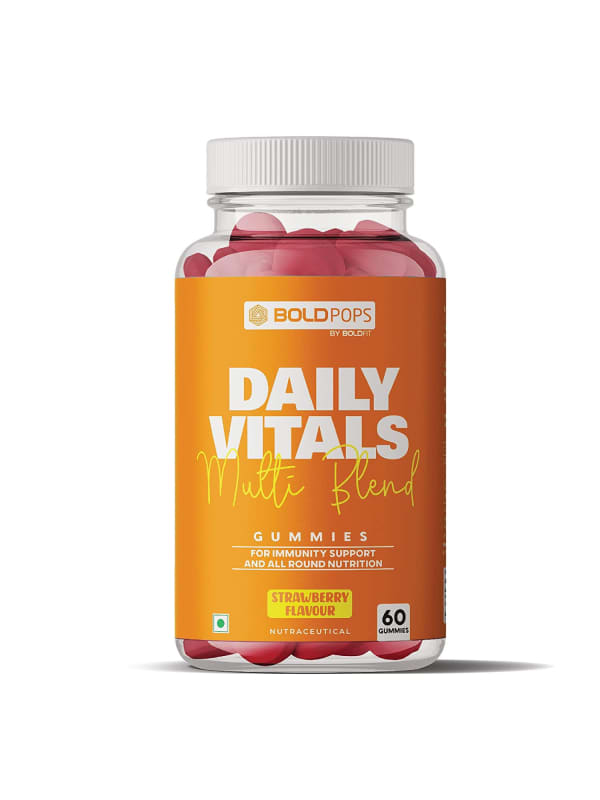 BOLDPOPS
BY BOLDFIT
DAILY
VITALS
Multi Blend
GUMMIES
FOR IMMUNITY SUPPORT
AND ALL ROUND NUTRITION
STRAWBERRY
FLAVOUR
NUTRACEUTICAL
60
GUMMIES